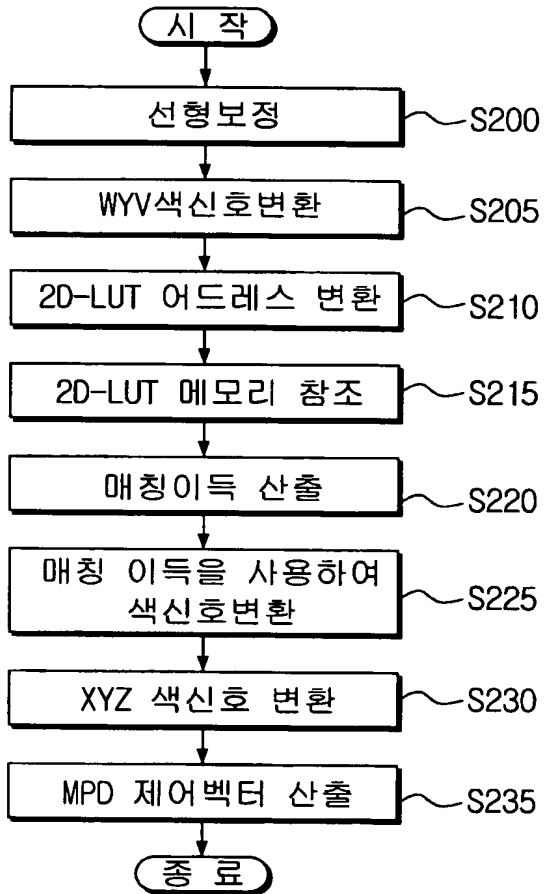 시 작
선형보정
S200
WYV색신호변환
S205
2D-LUT 어드레스 변환
S210
2D-LUT 메모리 참조
S215
매칭이득 산출
S220
매칭 이득을 사용하여
색신호변환
S225
XYZ 색신호 변환
S230
MPD 제어벡터 산출
S235
종 료